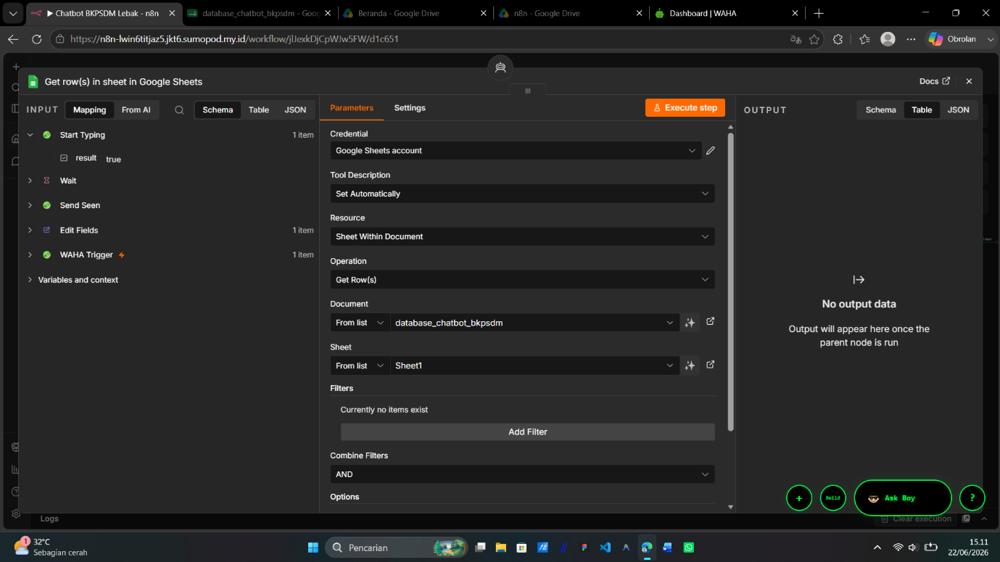 Chatbot BKPSDM Lebak - n8n
database_chatbot_bkpsdm - Goog
Beranda - Google Drive
n8n - Google Drive
Dashboard | WAHA
https://n8n-lwin6titjaz5.jkt6.sumopod.my.id/workflow/jlJexkDjCpWJw5FW/d1c651
Obrolan
Get row(s) in sheet in Google Sheets
Docs
INPUT
Mapping
From AI
Schema
Table
JSON
Parameters
Settings
Execute step
OUTPUT
Schema
Table
JSON
Start Typing
1 item
result
true
Wait
Send Seen
Edit Fields
1 item
WAHA Trigger
1 item
Variables and context
Credential
Google Sheets account
Tool Description
Set Automatically
Resource
Sheet Within Document
Operation
Get Row(s)
Document
From list
database_chatbot_bkpsdm
Sheet
From list
Sheet1
Filters
Currently no items exist
Add Filter
Combine Filters
AND
Options
No output data
Output will appear here once the
parent node is run
+
Build
Ask Boy
?
Logs
Clear execution
1
32°C
Sebagian cerah
Pencarian
15.11
22/06/2026